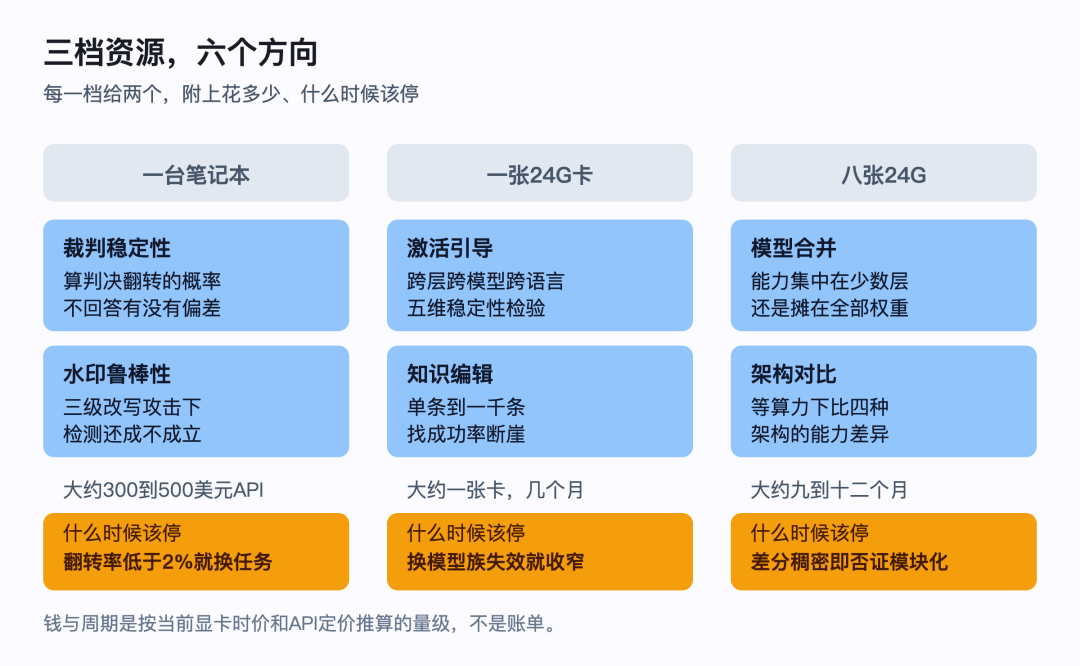 三档资源，六个方向
每一档给两个，附上花多少、什么时候该停
一台笔记本
一张24G卡
八张24G
裁判稳定性
算判决翻转的概率
不回答有没有偏差
激活引导
跨层跨模型跨语言
五维稳定性检验
模型合并
能力集中在少数层
还是摊在全部权重
水印鲁棒性
三级改写攻击下
检测还成不成立
知识编辑
单条到一千条
找成功率断崖
架构对比
等算力下比四种
架构的能力差异
大约300到500美元API
大约一张卡，几个月
大约九到十二个月
什么时候该停
翻转率低于2%就换任务
什么时候该停
换模型族失效就收窄
什么时候该停
差分稠密即否证模块化
钱与周期是按当前显卡时价和API定价推算的量级，不是账单。